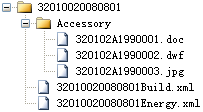 32010020080801
Accessory
320102A1990001.doc
320102A1990002.dwf
320102A1990003.jpg
32010020080801Build.xml
32010020080801Energy.xml